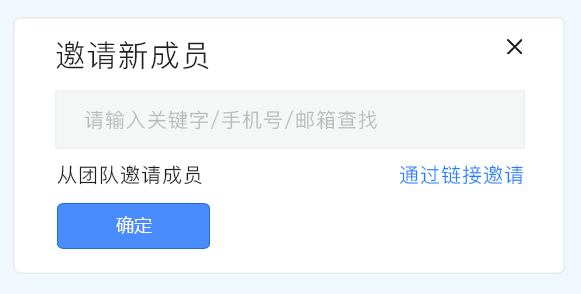 邀请新成员
请输入关键字/手机号/邮箱查找
从团队邀请成员
通过链接邀请
确定